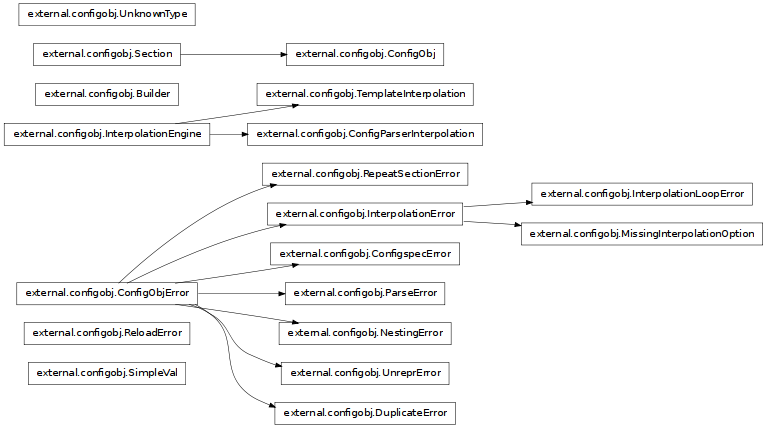 external.configobj.UnknownType
external.configobj.Section
external.configobj.ConfigObj
external.configobj.Builder
external.configobj.TemplateInterpolation
external.configobj.InterpolationEngine
external.configobj.ConfigParserInterpolation
external.configobj.RepeatSectionError
external.configobj.InterpolationLoopError
external.configobj.InterpolationError
external.configobj.MissingInterpolationOption
external.configobj.ConfigspecError
external.configobj.ConfigObjError
external.configobj.ParseError
external.configobj.ReloadError
external.configobj.NestingError
external.configobj.SimpleVal
external.configobj.UnreprError
external.configobj.DuplicateError